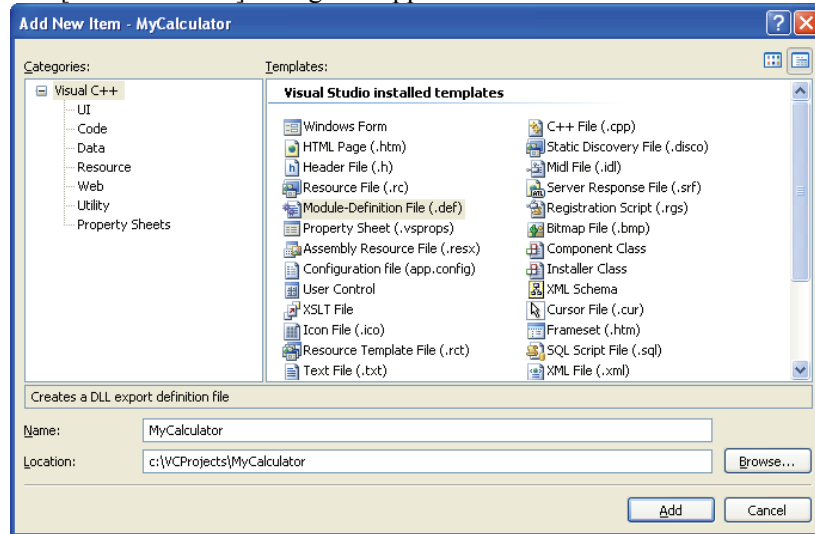 Add New Item - MyCalculator
Categories:
Templates:
Visual C++
UI
Code
Data
Resource
Web
Utility
Property Sheets
Visual Studio installed templates
Windows Form
C++ File (.cpp)
HTML Page (.htm)
Static Discovery File (.disco)
Header File (.h)
Midl File (.idl)
Resource File (.rc)
Server Response File (.srf)
Module-Definition File (.def)
Registration Script (.rgs)
Property Sheet (.vsprops)
Bitmap File (.bmp)
Assembly Resource File (.resx)
Component Class
Configuration file (app.config)
Installer Class
User Control
XML Schema
XSLT File
Cursor File (.cur)
Icon File (.ico)
Frameset (.htm)
Resource Template File (.rct)
SQL Script File (.sql)
Text File (.txt)
XML File (.xml)
Creates a DLL export definition file
Name:
MyCalculator
Location:
c:\VCProjects\MyCalculator
Browse...
Add
Cancel